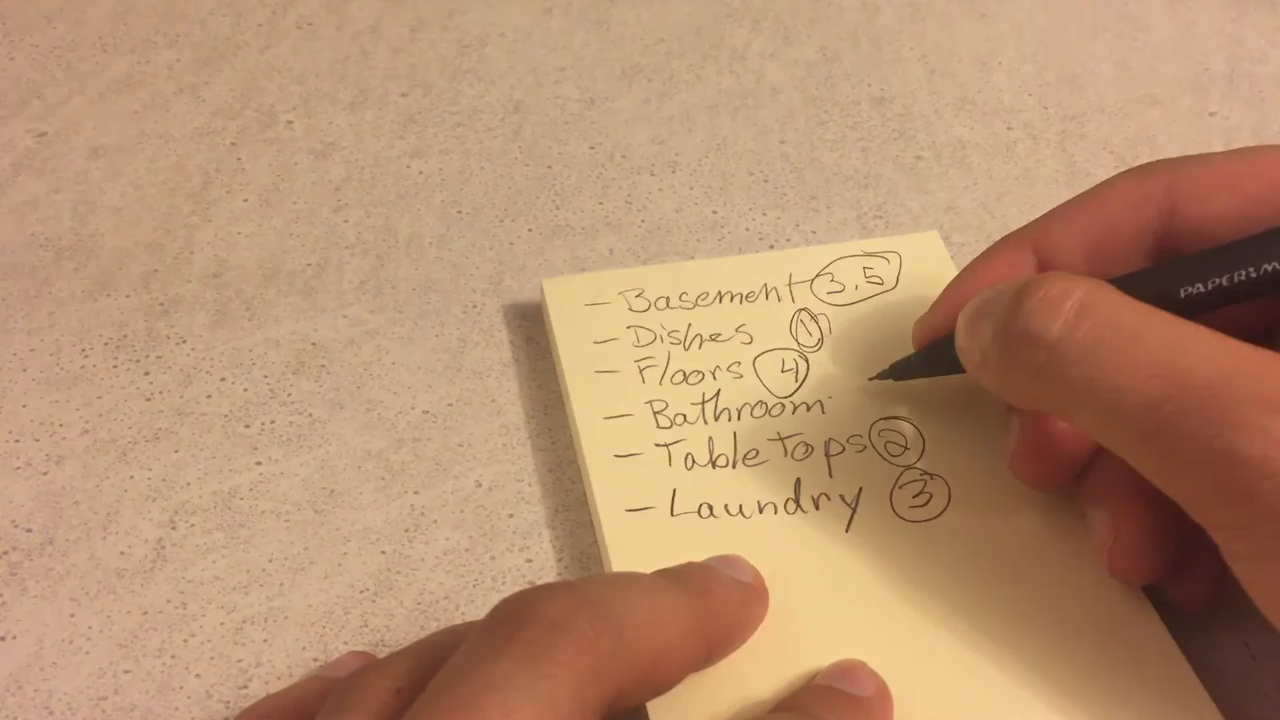 - Basement 3.5
- Dishes 1
- Floors 4
- Bathroom
- Table Tops 2
- Laundry 3